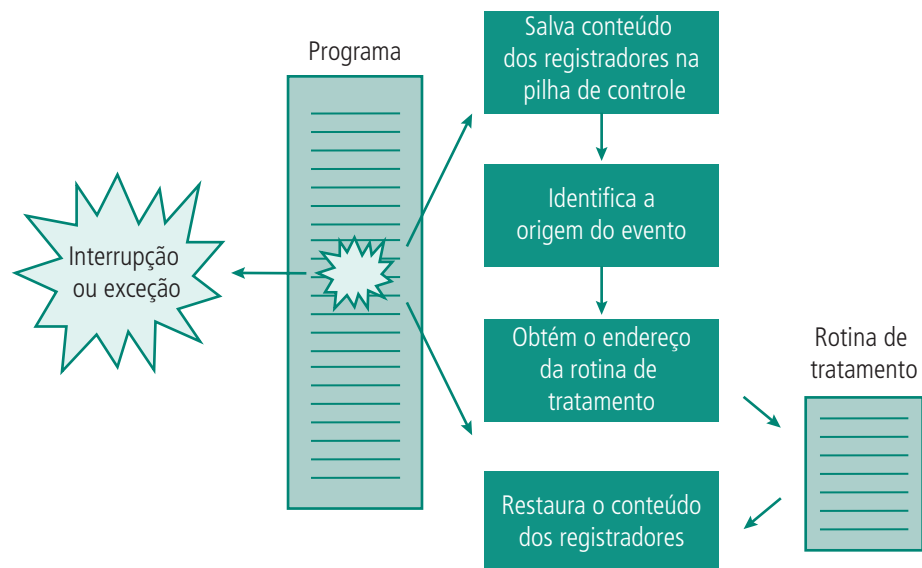 Programa
Interrupção
ou exceção
Salva conteúdo
dos registradores na
pilha de controle
Identifica a
origem do evento
Obtém o endereço
da rotina de
tratamento
Rotina de
tratamento
Restaura o conteúdo
dos registradores